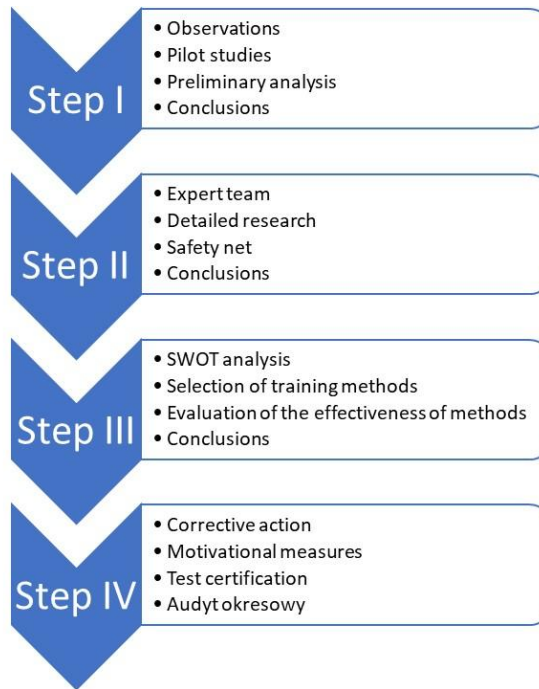 Step I
• Observations
• Pilot studies
• Preliminary analysis
• Conclusions
Step II
• Expert team
• Detailed research
• Safety net
• Conclusions
Step III
• SWOT analysis
• Selection of training methods
• Evaluation of the effectiveness of methods
• Conclusions
Step IV
• Corrective action
• Motivational measures
• Test certification
• Audyt okresowy